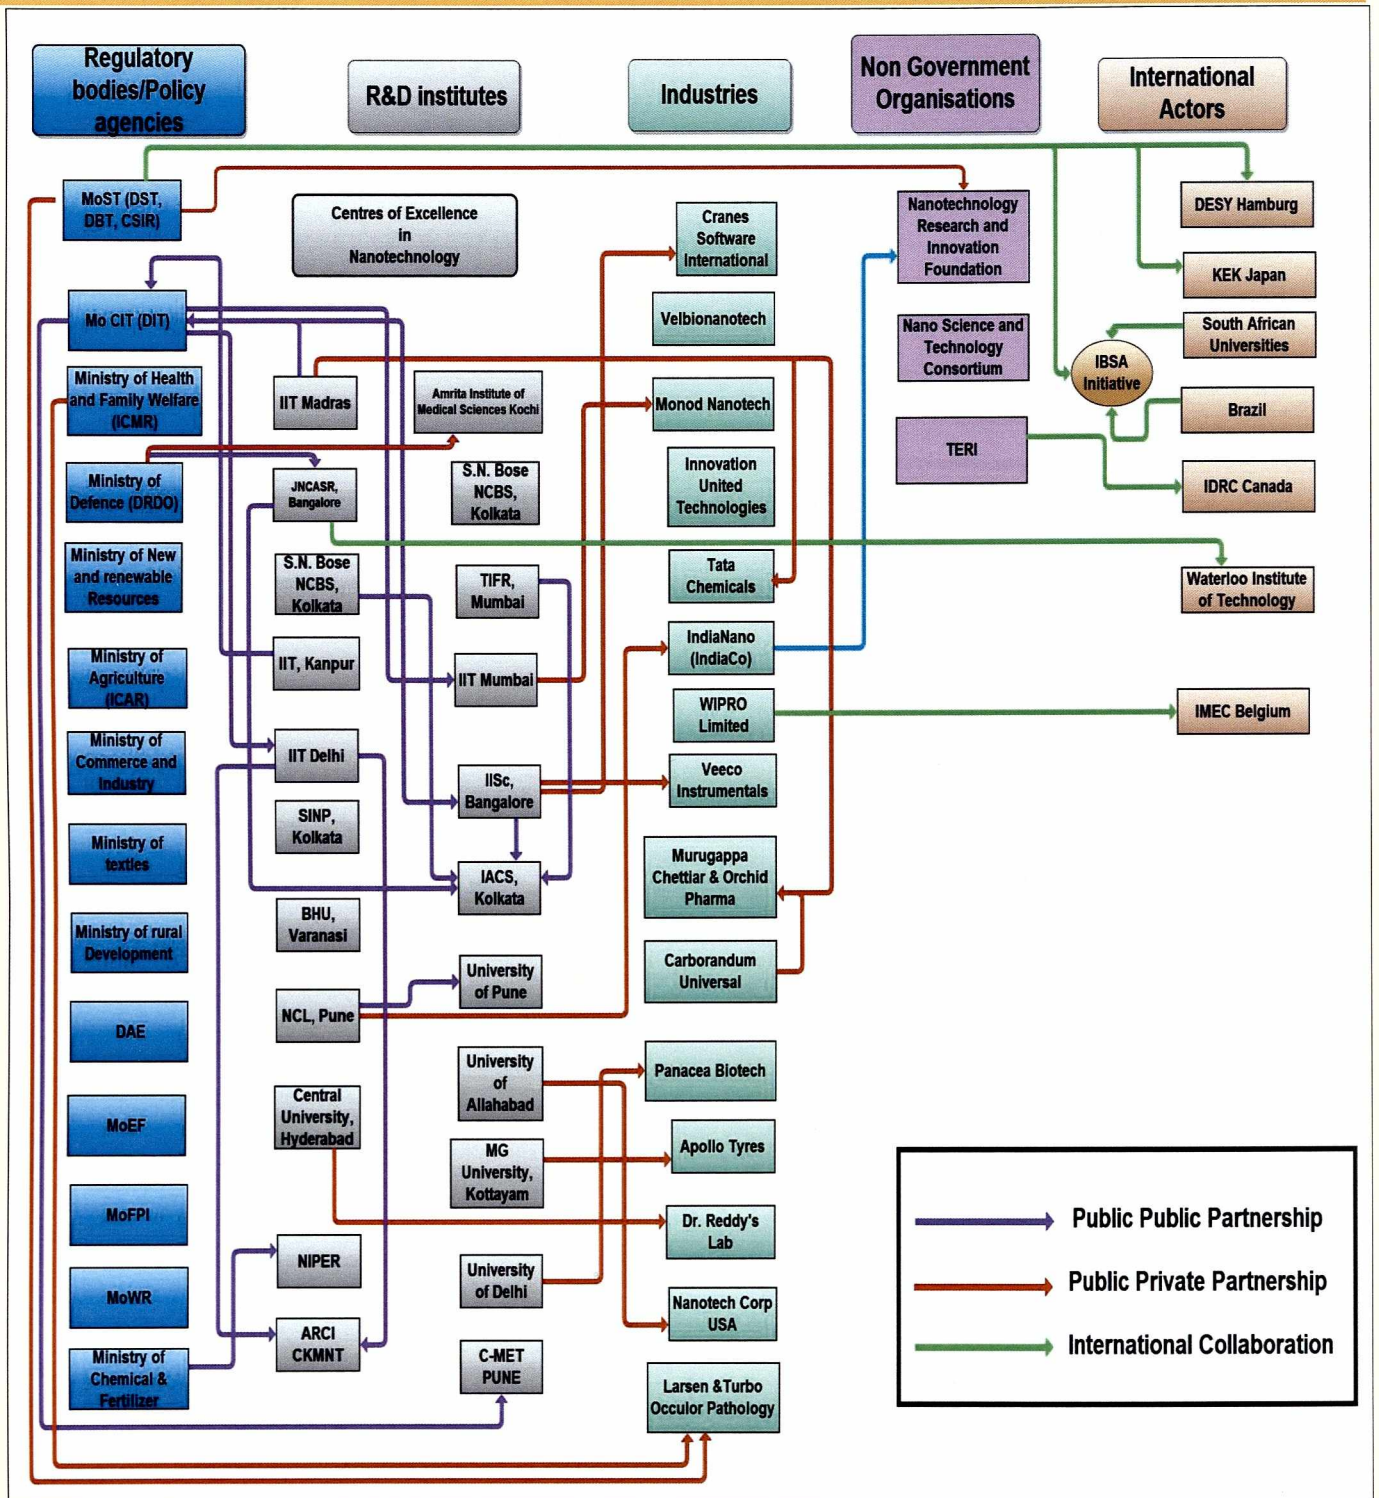 Regulatory
bodies/Policy
agencies
R&D institutes
Industries
Non Government
Organisations
International
Actors
MoST (DST,
DBT, CSIR)
Mo CIT (DIT)
Ministry of Health
and Family Welfare
(ICMR)
Ministry of
Defence (DRDO)
Ministry of New
and renewable
Resources
Ministry of
Agriculture
(ICAR)
Ministry of
Commerce and
Industry
Ministry of
textles
Ministry of rural
Development
DAE
MoEF
MoFPI
MoWR
Ministry of
Chemical &
Fertilizer
Centres of Excellence
in
Nanotechnology
IIT Madras
JNCASR,
Bangalore
S.N. Bose
NCBS,
Kolkata
IIT, Kanpur
IIT Delhi
SINP,
Kolkata
BHU,
Varanasi
NCL, Pune
Central
University,
Hyderabad
NIPER
ARCI
CKMNT
Amrita Institute of
Medical Sciences Kochi
S.N. Bose
NCBS,
Kolkata
TIFR,
Mumbai
IIT Mumbai
IISc,
Bangalore
IACS,
Kolkata
University
of Pune
University
of
Allahabad
MG
University,
Kottayam
University
of Delhi
C-MET
PUNE
Cranes
Software
International
Velbionanotech
Monod Nanotech
Innovation
United
Technologies
Tata
Chemicals
IndiaNano
(IndiaCo)
WIPRO
Limited
Veeco
Instrumentals
Murugappa
Chettiar & Orchid
Pharma
Carborandum
Universal
Panacea Biotech
Apollo Tyres
Dr. Reddy's
Lab
Nanotech Corp
USA
Larsen &Turbo
Occulor Pathology
Nanotechnology
Research and
Innovation
Foundation
Nano Science and
Technology
Consortium
TERI
DESY Hamburg
KEK Japan
South African
Universities
IBSA
Initiative
Brazil
IDRC Canada
Waterloo Institute
of Technology
IMEC Belgium
Public Public Partnership
Public Private Partnership
International Collaboration